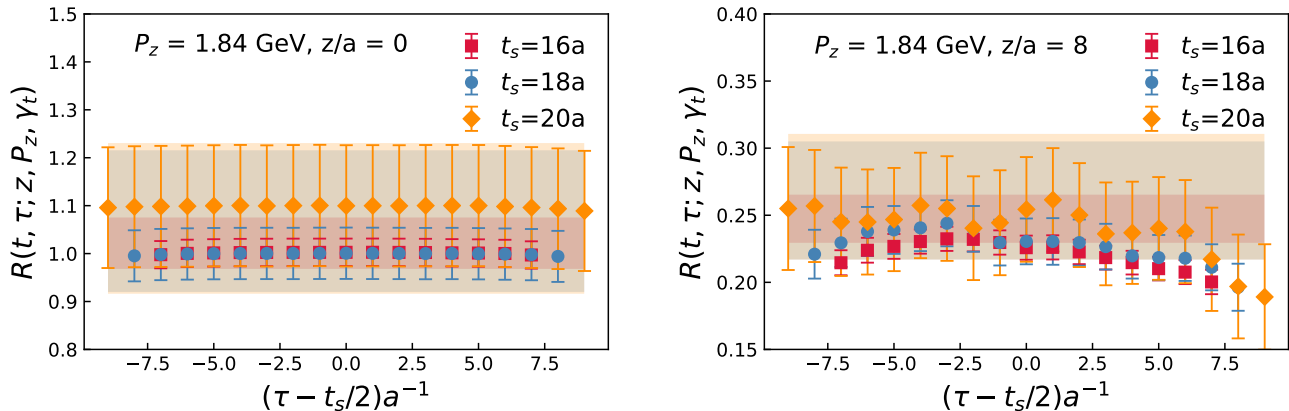 1.5
1.4
1.3
1.2
1.1
1.0
0.9
0.8
R(t, τ; z, P_z, γ_t)
P_z = 1.84 GeV, z/a = 0
t_s=16a
t_s=18a
t_s=20a
−7.5 −5.0 −2.5 0.0 2.5 5.0 7.5
(τ − t_s/2)a⁻¹
0.40
0.35
0.30
0.25
0.20
0.15
R(t, τ; z, P_z, γ_t)
P_z = 1.84 GeV, z/a = 8
t_s=16a
t_s=18a
t_s=20a
−7.5 −5.0 −2.5 0.0 2.5 5.0 7.5
(τ − t_s/2)a⁻¹